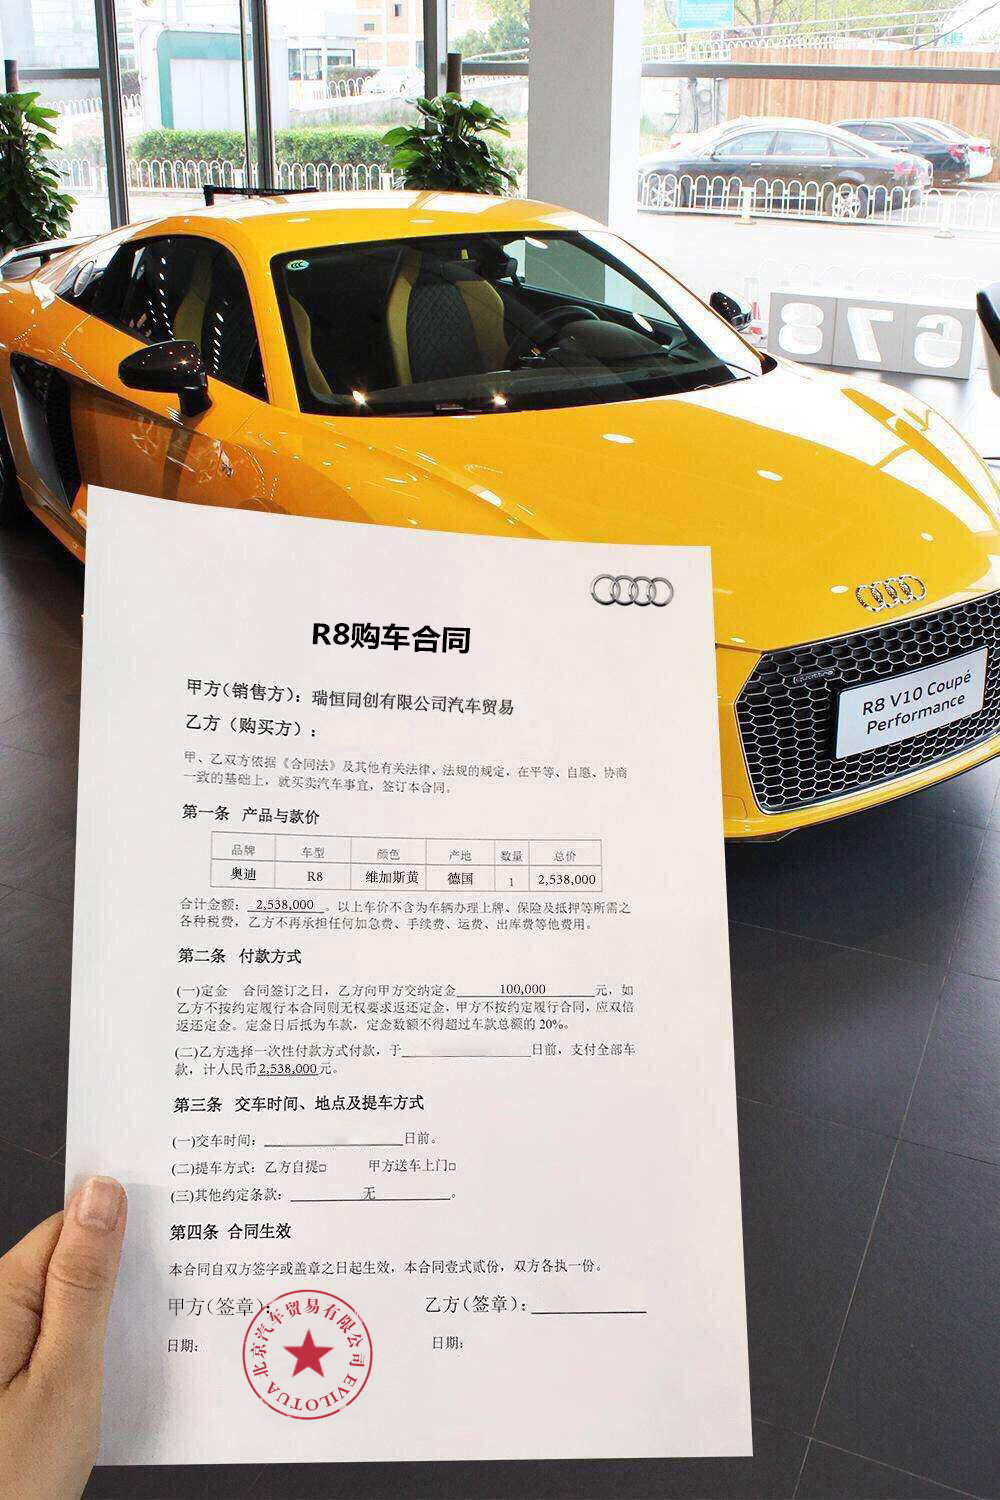 678
R8 V10 Coupé
Performance
R8购车合同
甲方(销售方)：瑞恒同创有限公司汽车贸易
乙方（购买方）：
甲、乙双方依据《合同法》及其他有关法律、法规的规定，在平等、自愿、协商
一致的基础上，就买卖汽车事宜，签订本合同。
第一条 产品与款价
品牌 车型 颜色 产地 数量 总价
奥迪 R8 维加斯黄 德国 1 2,538,000
合计金额：2,538,000。以上车价不含为车辆办理上牌、保险及抵押等所需之
各种税费，乙方不再承担任何加急费、手续费、运费、出库费等他费用。
第二条 付款方式
(一)定金 合同签订之日，乙方向甲方交纳定金100,000元，如
乙方不按约定履行本合同则无权要求返还定金，甲方不按约定履行合同，应双倍
返还定金。定金日后抵为车款，定金数额不得超过车款总额的 20%。
(二)乙方选择一次性付款方式付款，于____日前，支付全部车
款，计人民币2,538,000元。
第三条 交车时间、地点及提车方式
(一)交车时间：____日前。
(二)提车方式：乙方自提□ 甲方送车上门□
(三)其他约定条款：无。
第四条 合同生效
本合同自双方签字或盖章之日起生效，本合同壹式贰份，双方各执一份。
甲方(签章)： 乙方(签章)：____
日期： 日期：
北京汽车贸易有限公司 EVILOTUA